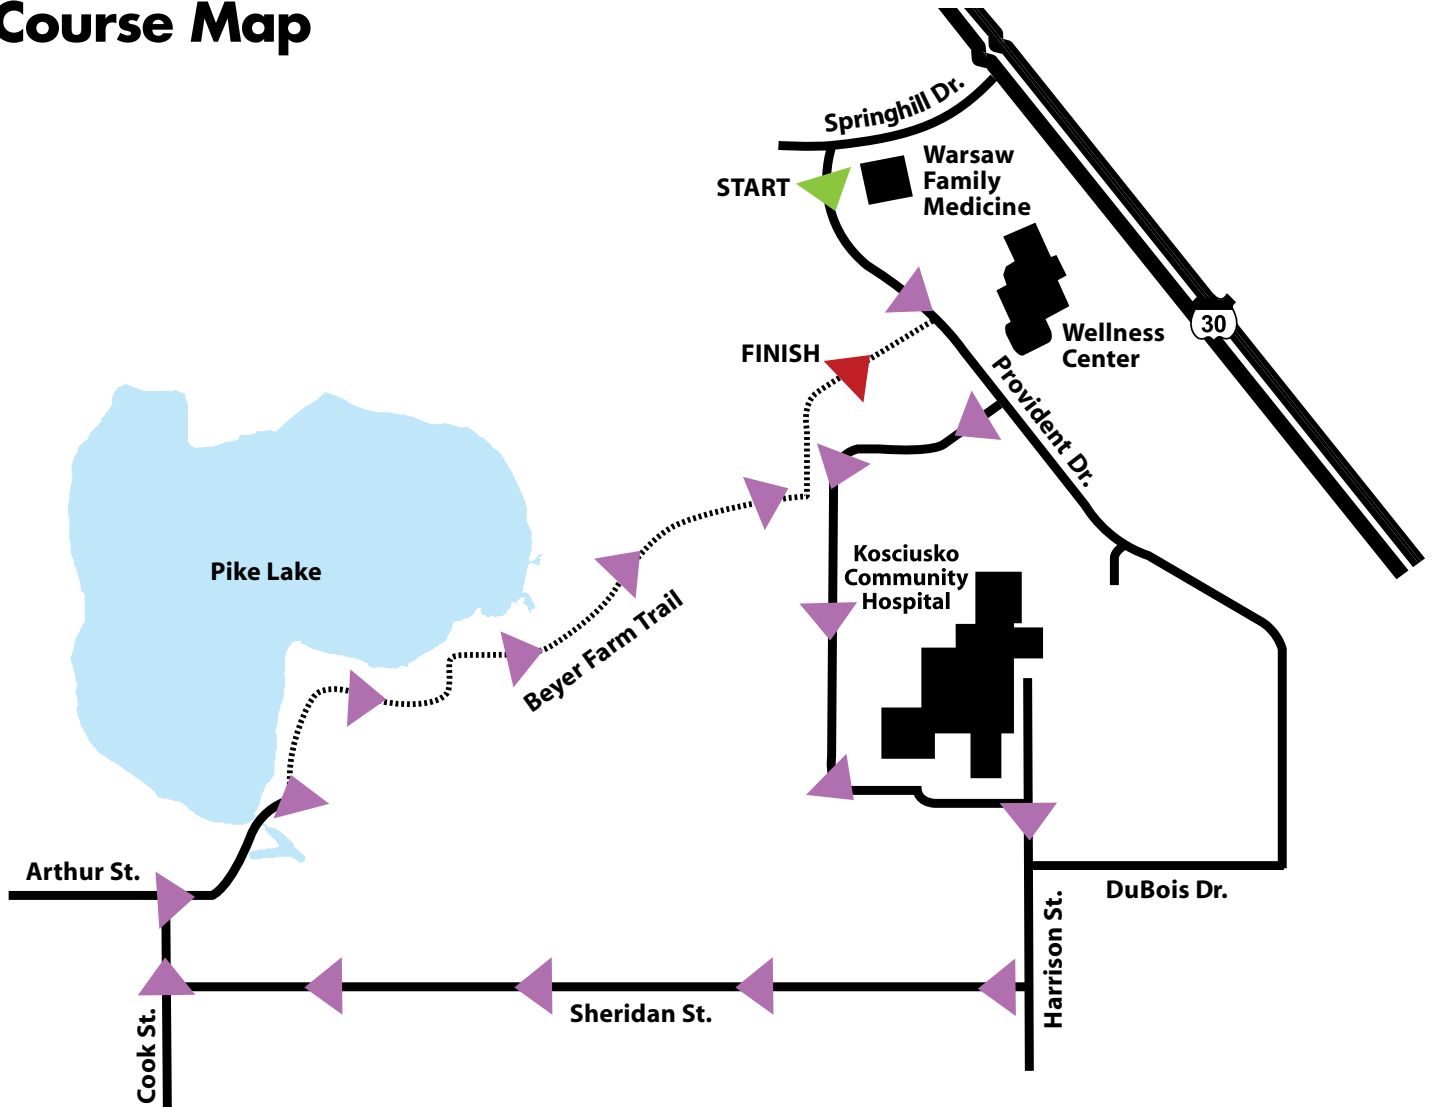 Course Map
Springhill Dr.
Warsaw
Family
Medicine
START
30
Wellness
Center
FINISH
Provident Dr.
Kosciusko
Community
Hospital
Pike Lake
Beyer Farm Trail
Arthur St.
DuBois Dr.
Harrison St.
Sheridan St.
Cook St.